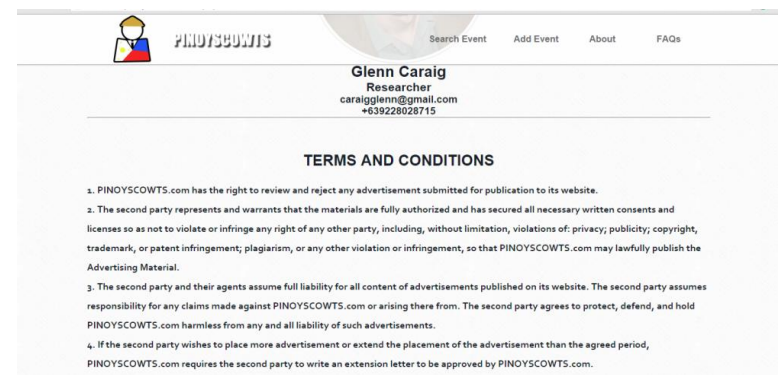 PINOYSCOWTS
Search Event Add Event About FAQs
Glenn Caraig
Researcher
caraigglenn@gmail.com
+639228028715
TERMS AND CONDITIONS
1. PINOYSCOWTS.com has the right to review and reject any advertisement submitted for publication to its website.
2. The second party represents and warrants that the materials are fully authorized and has secured all necessary written consents and
licenses so as not to violate or infringe any right of any other party, including, without limitation, violations of: privacy; publicity; copyright,
trademark, or patent infringement; plagiarism, or any other violation or infringement, so that PINOYSCOWTS.com may lawfully publish the
Advertising Material.
3. The second party and their agents assume full liability for all content of advertisements published on its website. The second party assumes
responsibility for any claims made against PINOYSCOWTS.com or arising there from. The second party agrees to protect, defend, and hold
PINOYSCOWTS.com harmless from any and all liability of such advertisements.
4. If the second party wishes to place more advertisement or extend the placement of the advertisement than the agreed period,
PINOYSCOWTS.com requires the second party to write an extension letter to be approved by PINOYSCOWTS.com.